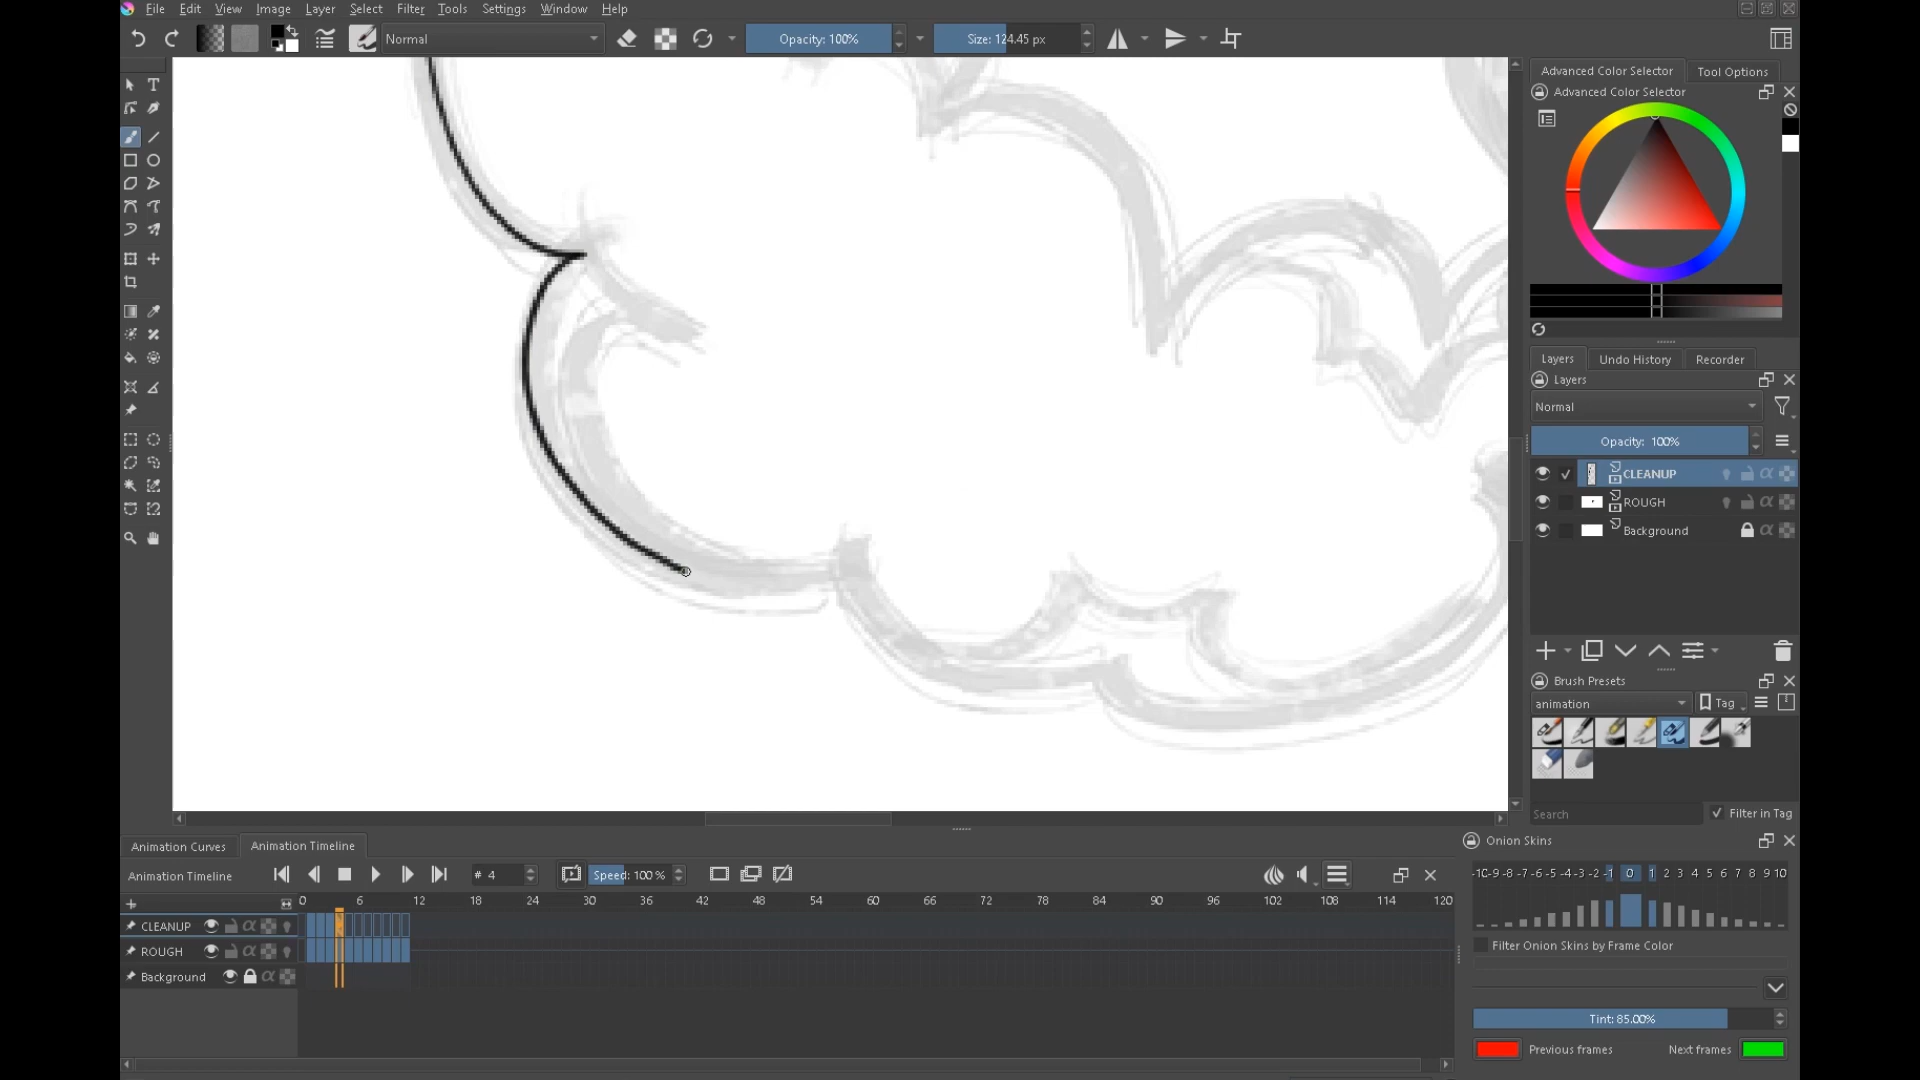 File Edit View Image Layer Select Filter Tools Settings Window Help
Normal Opacity: 100% Size: 124.45 px
Advanced Color Selector Tool Options
Advanced Color Selector
Layers Undo History Recorder
Layers
Normal
Opacity: 100%
CLEANUP
ROUGH
Background
Brush Presets
animation Tag
Search Filter in Tag
Animation Curves Animation Timeline
Animation Timeline # 4 Speed: 100 %
0 6 12 18 24 30 36 42 48 54 60 66 72 78 84 90 96 102 108 114 120
CLEANUP
ROUGH
Background
Onion Skins
-10 -9 -8 -7 -6 -5 -4 -3 -2 -1 0 1 2 3 4 5 6 7 8 9 10
Filter Onion Skins by Frame Color
Tint: 85.00%
Previous frames Next frames